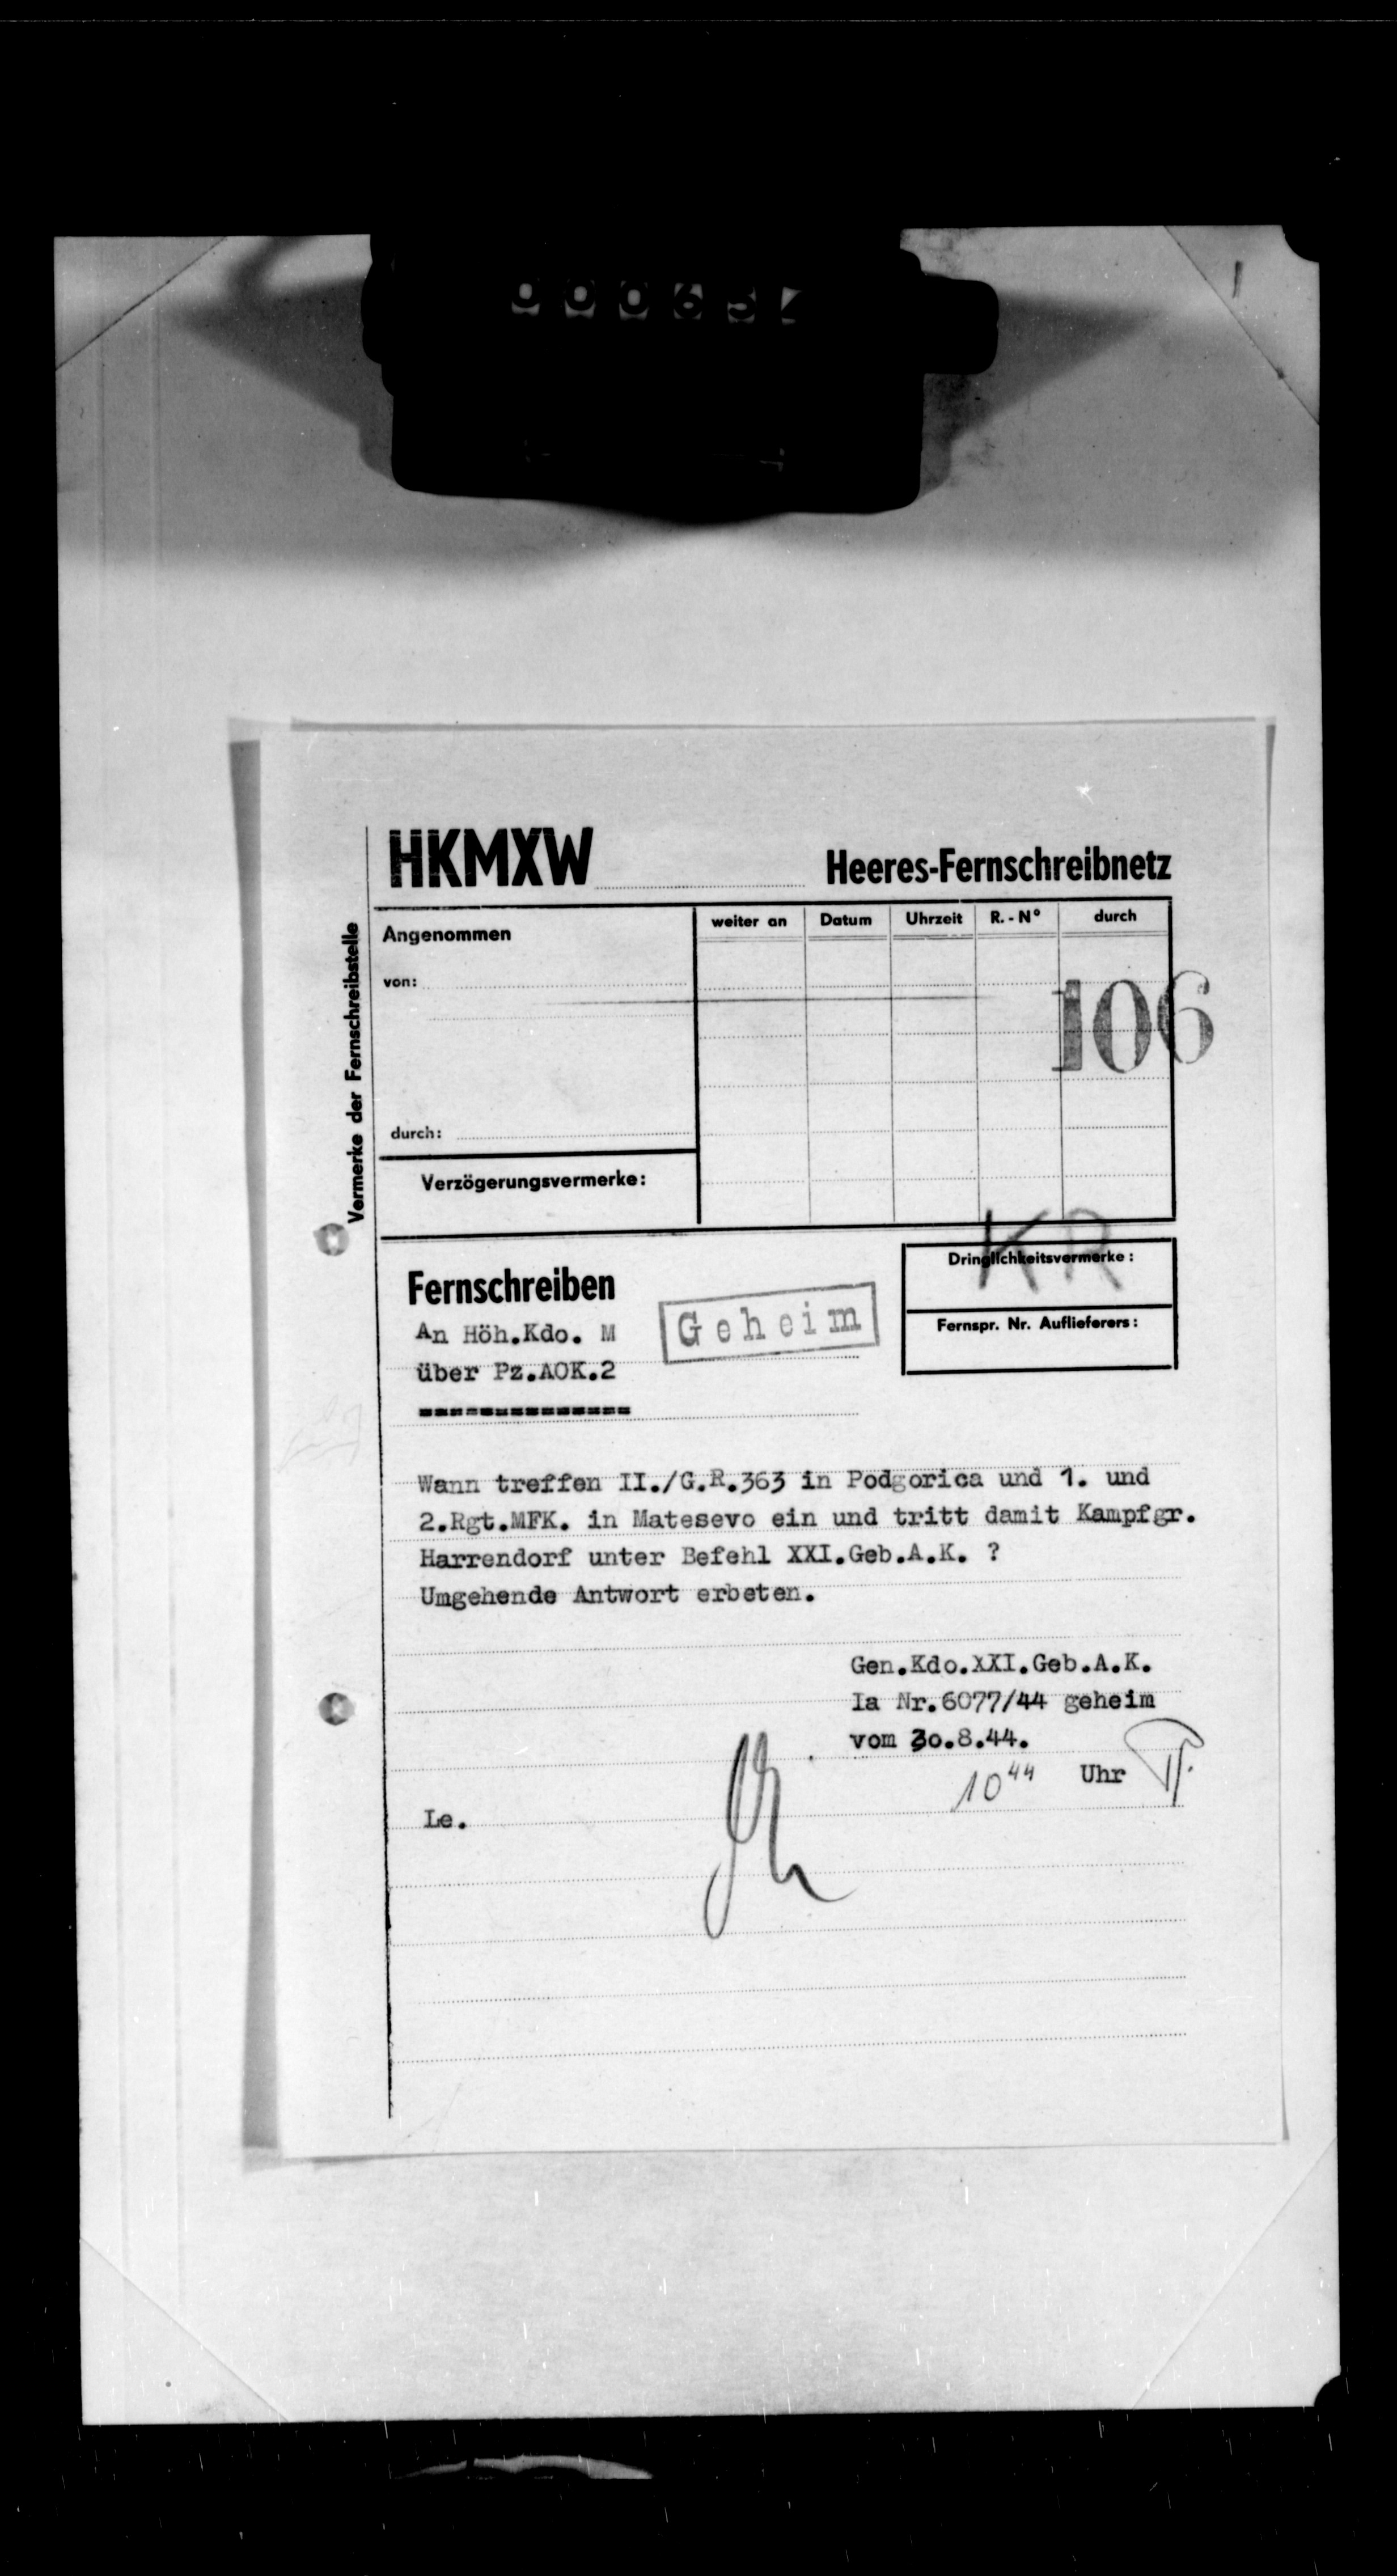 HKMXW
Heeres-Fernschreibnetz
Vermerke der Fernschreibstelle
Angenommen
von:
durch:
Verzögerungsvermerke:
weiter an Datum Uhrzeit R.-N° durch
106
KR
Dringlichkeitsvermerke:
Fernspr. Nr. Auflieferers:
Fernschreiben
Geheim
An Höh.Kdo. M
über Pz.AOK.2
Wann treffen II./G.R.363 in Podgorica und 1. und
2.Rgt.MFK. in Matesevo ein und tritt damit Kampfgr.
Harrendorf unter Befehl XXI.Geb.A.K. ?
Umgehende Antwort erbeten.
Gen.Kdo.XXI.Geb.A.K.
Ia Nr.6077/44 geheim
vom 30.8.44.
10 44 Uhr
Le.